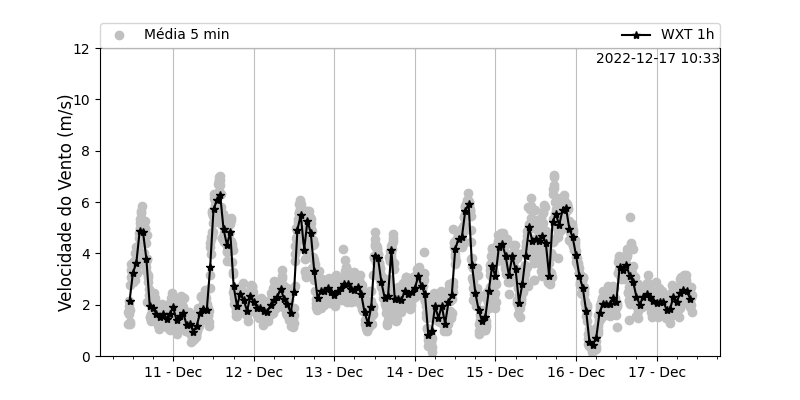 Média 5 min
WXT 1h
2022-12-17 10:33
Velocidade do Vento (m/s)
12
10
8
6
4
2
0
11 - Dec
12 - Dec
13 - Dec
14 - Dec
15 - Dec
16 - Dec
17 - Dec